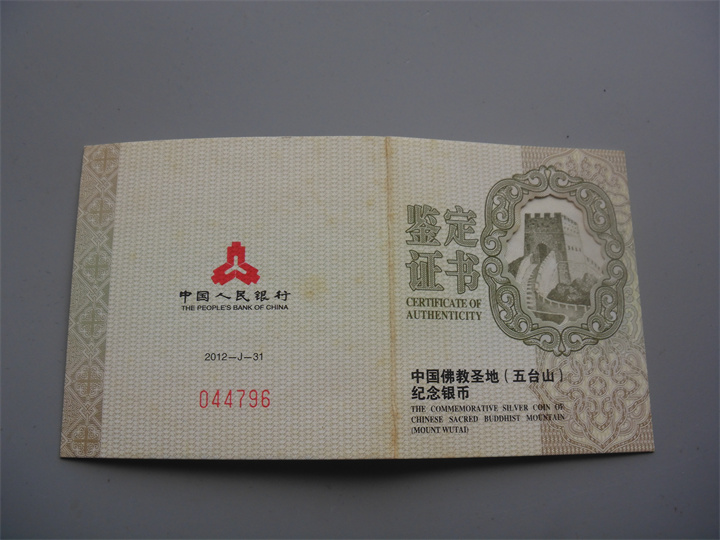 中国人民银行
THE PEOPLE'S BANK OF CHINA
2012—J—31
044796
鉴定
证书
CERTIFICATE OF
AUTHENTICITY
中国佛教圣地（五台山）
纪念银币
THE COMMEMORATIVE SILVER COIN OF
CHINESE SACRED BUDDHIST MOUNTAIN
(MOUNT WUTAI)